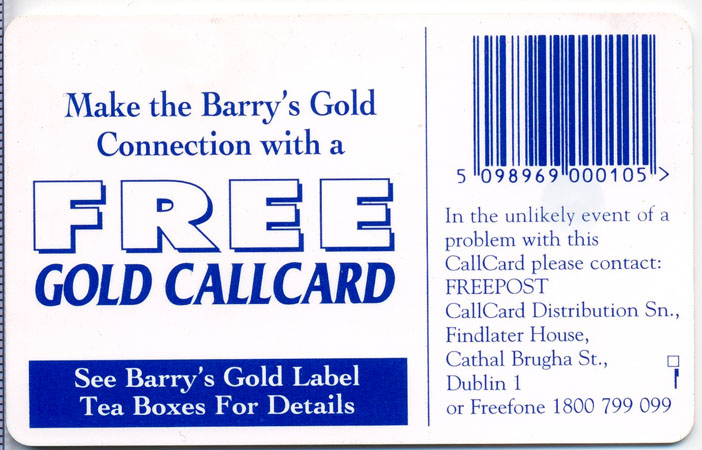 Make the Barry's Gold
Connection with a
FREE
GOLD CALLCARD
See Barry's Gold Label
Tea Boxes For Details
5 098969 000105 >
In the unlikely event of a
problem with this
CallCard please contact:
FREEPOST
CallCard Distribution Sn.,
Findlater House,
Cathal Brugha St.,
Dublin 1
or Freefone 1800 799 099